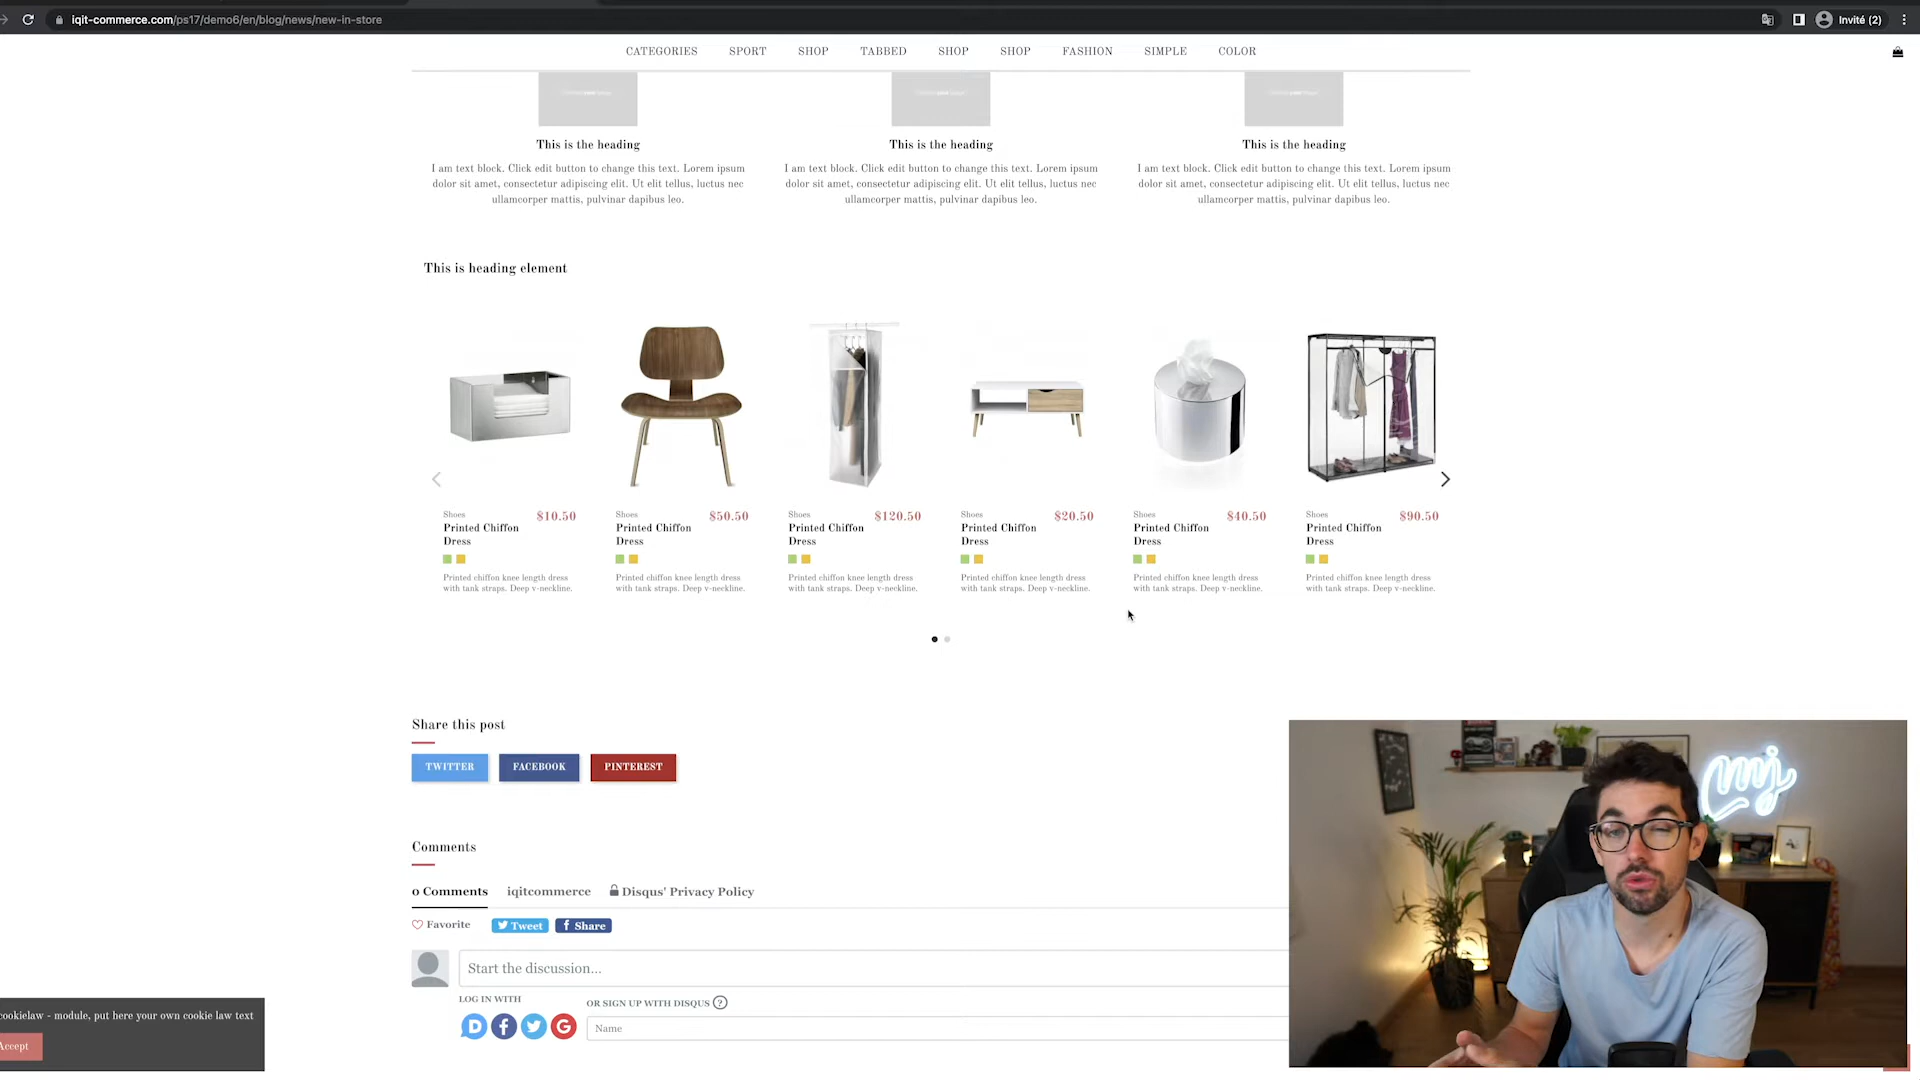 iqit-commerce.com/ps17/demo6/en/blog/news/new-in-store
Invité (2)
CATEGORIES SPORT SHOP TABBED SHOP SHOP FASHION SIMPLE COLOR
This is the heading
I am text block. Click edit button to change this text. Lorem ipsum
dolor sit amet, consectetur adipiscing elit. Ut elit tellus, luctus nec
ullamcorper mattis, pulvinar dapibus leo.
This is the heading
I am text block. Click edit button to change this text. Lorem ipsum
dolor sit amet, consectetur adipiscing elit. Ut elit tellus, luctus nec
ullamcorper mattis, pulvinar dapibus leo.
This is the heading
I am text block. Click edit button to change this text. Lorem ipsum
dolor sit amet, consectetur adipiscing elit. Ut elit tellus, luctus nec
ullamcorper mattis, pulvinar dapibus leo.
This is heading element
Shoes $10.50
Printed Chiffon
Dress
Printed chiffon knee length dress
with tank straps. Deep v-neckline.
Shoes $50.50
Printed Chiffon
Dress
Printed chiffon knee length dress
with tank straps. Deep v-neckline.
Shoes $120.50
Printed Chiffon
Dress
Printed chiffon knee length dress
with tank straps. Deep v-neckline.
Shoes $20.50
Printed Chiffon
Dress
Printed chiffon knee length dress
with tank straps. Deep v-neckline.
Shoes $40.50
Printed Chiffon
Dress
Printed chiffon knee length dress
with tank straps. Deep v-neckline.
Shoes $90.50
Printed Chiffon
Dress
Printed chiffon knee length dress
with tank straps. Deep v-neckline.
Share this post
TWITTER FACEBOOK PINTEREST
Comments
0 Comments iqitcommerce Disqus' Privacy Policy
Favorite Tweet Share
Start the discussion...
LOG IN WITH
OR SIGN UP WITH DISQUS ?
Name
cookielaw - module, put here your own cookie law text
Accept
mj